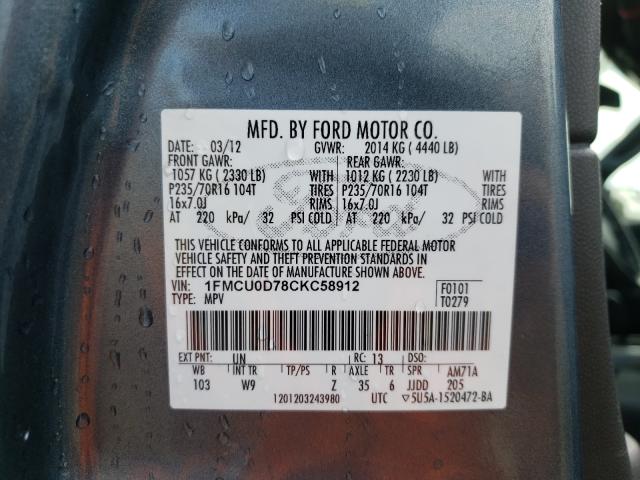 MFD. BY FORD MOTOR CO.
DATE: 03/12 GVWR: 2014 KG ( 4440 LB)
FRONT GAWR: REAR GAWR:
1057 KG ( 2330 LB) WITH 1012 KG ( 2230 LB) WITH
P235/70R16 104T TIRES P235/70R16 104T TIRES
16x7.0J RIMS 16x7.0J RIMS
AT 220 kPa/ 32 PSI COLD AT 220 kPa/ 32 PSI COLD
Ford
THIS VEHICLE CONFORMS TO ALL APPLICABLE FEDERAL MOTOR
VEHICLE SAFETY AND THEFT PREVENTION STANDARDS IN
EFFECT ON THE DATE OF MANUFACTURE SHOWN ABOVE.
VIN: 1FMCU0D78CKC58912 F0101
TYPE: MPV T0279
EXT PNT: UN RC: 13 DSO:
WB INT TR TP/PS R AXLE TR SPR AM71A
103 W9 Z 35 6 JJDD 205
1201203243980 UTC ▽5U5A-1520472-BA